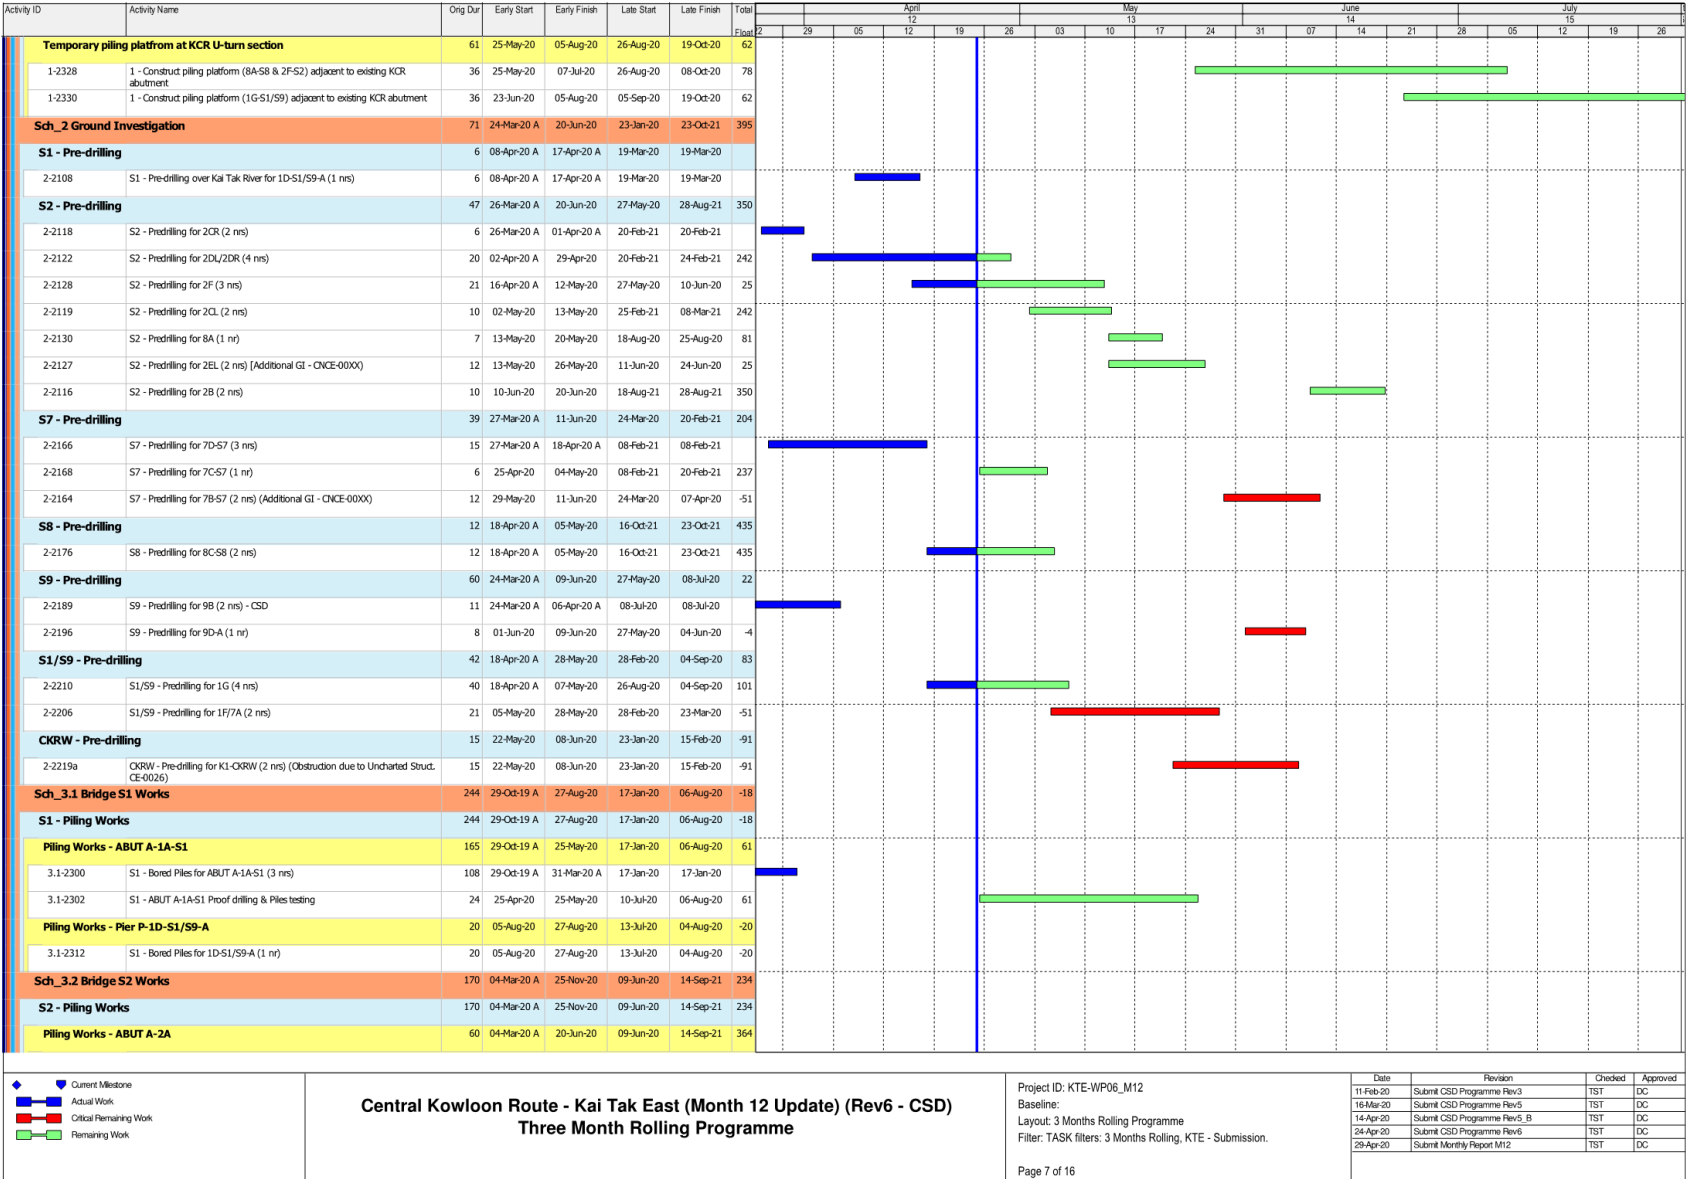 Activity ID Activity Name Orig Dur Early Start Early Finish Late Start Late Finish Total Float April May June July
12 13 14 15
22 29 05 12 19 26 03 10 17 24 31 07 14 21 28 05 12 19 26
Temporary piling platfrom at KCR U-turn section 61 25-May-20 05-Aug-20 26-Aug-20 19-Oct-20 62
1-2328 1 - Construct piling platform (8A-S8 & 2F-S2) adjacent to existing KCR abutment 36 25-May-20 07-Jul-20 26-Aug-20 08-Oct-20 78
1-2330 1 - Construct piling platform (1G-S1/S9) adjacent to existing KCR abutment 36 23-Jun-20 05-Aug-20 05-Sep-20 19-Oct-20 62
Sch_2 Ground Investigation 71 24-Mar-20 A 20-Jun-20 23-Jan-20 23-Oct-21 395
S1 - Pre-drilling 6 08-Apr-20 A 17-Apr-20 A 19-Mar-20 19-Mar-20
2-2108 S1 - Pre-drilling over Kai Tak River for 1D-S1/S9-A (1 nrs) 6 08-Apr-20 A 17-Apr-20 A 19-Mar-20 19-Mar-20
S2 - Pre-drilling 47 26-Mar-20 A 20-Jun-20 27-May-20 28-Aug-21 350
2-2118 S2 - Predrilling for 2CR (2 nrs) 6 26-Mar-20 A 01-Apr-20 A 20-Feb-21 20-Feb-21
2-2122 S2 - Predrilling for 2DL/2DR (4 nrs) 20 02-Apr-20 A 29-Apr-20 20-Feb-21 24-Feb-21 242
2-2128 S2 - Predrilling for 2F (3 nrs) 21 16-Apr-20 A 12-May-20 27-May-20 10-Jun-20 25
2-2119 S2 - Predrilling for 2CL (2 nrs) 10 02-May-20 13-May-20 25-Feb-21 08-Mar-21 242
2-2130 S2 - Predrilling for 8A (1 nr) 7 13-May-20 20-May-20 18-Aug-20 25-Aug-20 81
2-2127 S2 - Predrilling for 2EL (2 nrs) [Additional GI - CNCE-00XX) 12 13-May-20 26-May-20 11-Jun-20 24-Jun-20 25
2-2116 S2 - Predrilling for 2B (2 nrs) 10 10-Jun-20 20-Jun-20 18-Aug-21 28-Aug-21 350
S7 - Pre-drilling 39 27-Mar-20 A 11-Jun-20 24-Mar-20 20-Feb-21 204
2-2166 S7 - Predrilling for 7D-S7 (3 nrs) 15 27-Mar-20 A 18-Apr-20 A 08-Feb-21 08-Feb-21
2-2168 S7 - Predrilling for 7C-S7 (1 nr) 6 25-Apr-20 04-May-20 08-Feb-21 20-Feb-21 237
2-2164 S7 - Predrilling for 7B-S7 (2 nrs) (Additional GI - CNCE-00XX) 12 29-May-20 11-Jun-20 24-Mar-20 07-Apr-20 -51
S8 - Pre-drilling 12 18-Apr-20 A 05-May-20 16-Oct-21 23-Oct-21 435
2-2176 S8 - Predrilling for 8C-S8 (2 nrs) 12 18-Apr-20 A 05-May-20 16-Oct-21 23-Oct-21 435
S9 - Pre-drilling 60 24-Mar-20 A 09-Jun-20 27-May-20 08-Jul-20 22
2-2189 S9 - Predrilling for 9B (2 nrs) - CSD 11 24-Mar-20 A 06-Apr-20 A 08-Jul-20 08-Jul-20
2-2196 S9 - Predrilling for 9D-A (1 nr) 8 01-Jun-20 09-Jun-20 27-May-20 04-Jun-20 -4
S1/S9 - Pre-drilling 42 18-Apr-20 A 28-May-20 28-Feb-20 04-Sep-20 83
2-2210 S1/S9 - Predrilling for 1G (4 nrs) 40 18-Apr-20 A 07-May-20 26-Aug-20 04-Sep-20 101
2-2206 S1/S9 - Predrilling for 1F/7A (2 nrs) 21 05-May-20 28-May-20 28-Feb-20 23-Mar-20 -51
CKRW - Pre-drilling 15 22-May-20 08-Jun-20 23-Jan-20 15-Feb-20 -91
2-2219a CKRW - Pre-drilling for K1-CKRW (2 nrs) (Obstruction due to Uncharted Struct. CE-0026) 15 22-May-20 08-Jun-20 23-Jan-20 15-Feb-20 -91
Sch_3.1 Bridge S1 Works 244 29-Oct-19 A 27-Aug-20 17-Jan-20 06-Aug-20 -18
S1 - Piling Works 244 29-Oct-19 A 27-Aug-20 17-Jan-20 06-Aug-20 -18
Piling Works - ABUT A-1A-S1 165 29-Oct-19 A 25-May-20 17-Jan-20 06-Aug-20 61
3.1-2300 S1 - Bored Piles for ABUT A-1A-S1 (3 nrs) 108 29-Oct-19 A 31-Mar-20 A 17-Jan-20 17-Jan-20
3.1-2302 S1 - ABUT A-1A-S1 Proof drilling & Piles testing 24 25-Apr-20 25-May-20 10-Jul-20 06-Aug-20 61
Piling Works - Pier P-1D-S1/S9-A 20 05-Aug-20 27-Aug-20 13-Jul-20 04-Aug-20 -20
3.1-2312 S1 - Bored Piles for 1D-S1/S9-A (1 nr) 20 05-Aug-20 27-Aug-20 13-Jul-20 04-Aug-20 -20
Sch_3.2 Bridge S2 Works 170 04-Mar-20 A 25-Nov-20 09-Jun-20 14-Sep-21 234
S2 - Piling Works 170 04-Mar-20 A 25-Nov-20 09-Jun-20 14-Sep-21 234
Piling Works - ABUT A-2A 60 04-Mar-20 A 20-Jun-20 09-Jun-20 14-Sep-21 364
Current Milestone
Actual Work
Critical Remaining Work
Remaining Work
Central Kowloon Route - Kai Tak East (Month 12 Update) (Rev6 - CSD)
Three Month Rolling Programme
Project ID: KTE-WP06_M12
Baseline:
Layout: 3 Months Rolling Programme
Filter: TASK filters: 3 Months Rolling, KTE - Submission.
Page 7 of 16
Date Revision Checked Approved
11-Feb-20 Submit CSD Programme Rev3 TST DC
16-Mar-20 Submit CSD Programme Rev5 TST DC
14-Apr-20 Submit CSD Programme Rev5_B TST DC
24-Apr-20 Submit CSD Programme Rev6 TST DC
29-Apr-20 Submit Monthly Report M12 TST DC